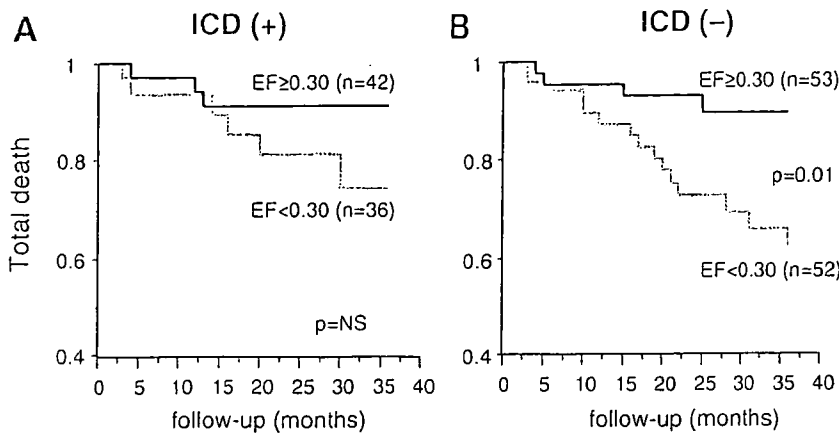 A
ICD (+)
Total death
1
0.8
0.6
0.4
EF≥0.30 (n=42)
EF<0.30 (n=36)
p=NS
0 5 10 15 20 25 30 35 40
follow-up (months)
B
ICD (−)
1
0.8
0.6
0.4
EF≥0.30 (n=53)
p=0.01
EF<0.30 (n=52)
0 5 10 15 20 25 30 35 40
follow-up (months)